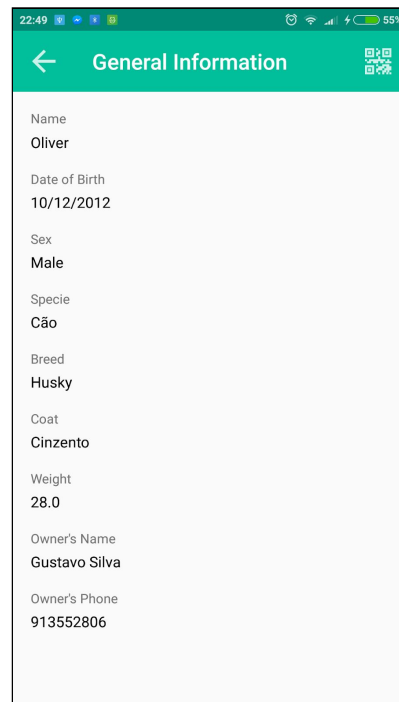 22:49 55%
General Information
Name
Oliver
Date of Birth
10/12/2012
Sex
Male
Specie
Cão
Breed
Husky
Coat
Cinzento
Weight
28.0
Owner's Name
Gustavo Silva
Owner's Phone
913552806